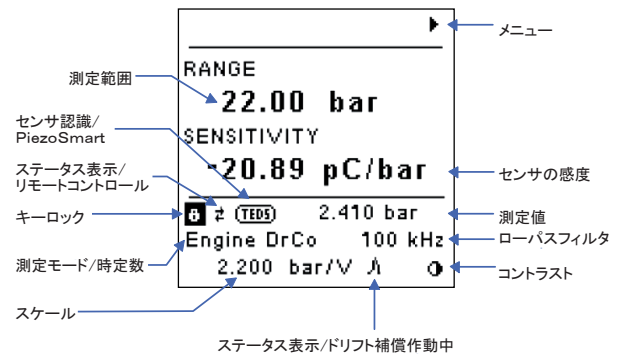 メニュー
RANGE
測定範囲
22.00 bar
センサ認識/
PiezoSmart
SENSITIVITY
-20.89 pC/bar
センサの感度
ステータス表示/
リモートコントロール
キーロック
TEDS
2.410 bar
測定値
Engine DrCo 100 kHz
ローパスフィルタ
測定モード/時定数
2.200 bar/V
コントラスト
スケール
ステータス表示/ドリフト補償作動中